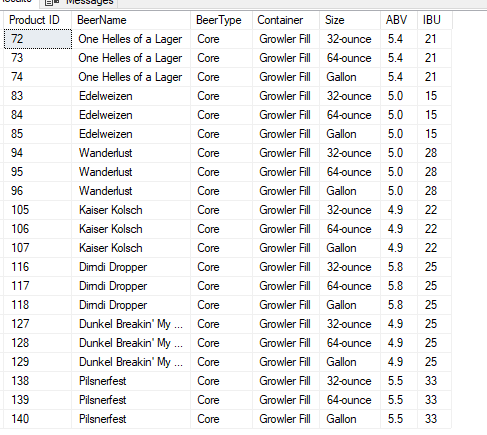 Messages
Product ID BeerName BeerType Container Size ABV IBU
72 One Helles of a Lager Core Growler Fill 32-ounce 5.4 21
73 One Helles of a Lager Core Growler Fill 64-ounce 5.4 21
74 One Helles of a Lager Core Growler Fill Gallon 5.4 21
83 Edelweizen Core Growler Fill 32-ounce 5.0 15
84 Edelweizen Core Growler Fill 64-ounce 5.0 15
85 Edelweizen Core Growler Fill Gallon 5.0 15
94 Wanderlust Core Growler Fill 32-ounce 5.0 28
95 Wanderlust Core Growler Fill 64-ounce 5.0 28
96 Wanderlust Core Growler Fill Gallon 5.0 28
105 Kaiser Kolsch Core Growler Fill 32-ounce 4.9 22
106 Kaiser Kolsch Core Growler Fill 64-ounce 4.9 22
107 Kaiser Kolsch Core Growler Fill Gallon 4.9 22
116 Dirndi Dropper Core Growler Fill 32-ounce 5.8 25
117 Dirndi Dropper Core Growler Fill 64-ounce 5.8 25
118 Dirndi Dropper Core Growler Fill Gallon 5.8 25
127 Dunkel Breakin' My ... Core Growler Fill 32-ounce 4.9 25
128 Dunkel Breakin' My ... Core Growler Fill 64-ounce 4.9 25
129 Dunkel Breakin' My ... Core Growler Fill Gallon 4.9 25
138 Pilsnerfest Core Growler Fill 32-ounce 5.5 33
139 Pilsnerfest Core Growler Fill 64-ounce 5.5 33
140 Pilsnerfest Core Growler Fill Gallon 5.5 33